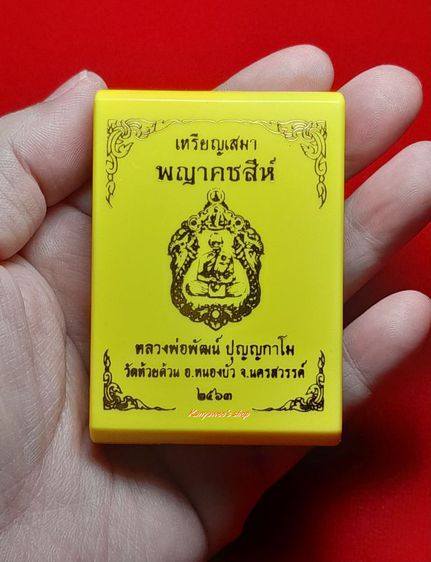 เหรียญเสมา
พญาคชสีห์
หลวงพ่อพัฒน์ ปุญญกาโม
วัดห้วยด้วน อ.หนองบัว จ.นครสวรรค์
๒๕๖๓
Kanyawee's shop